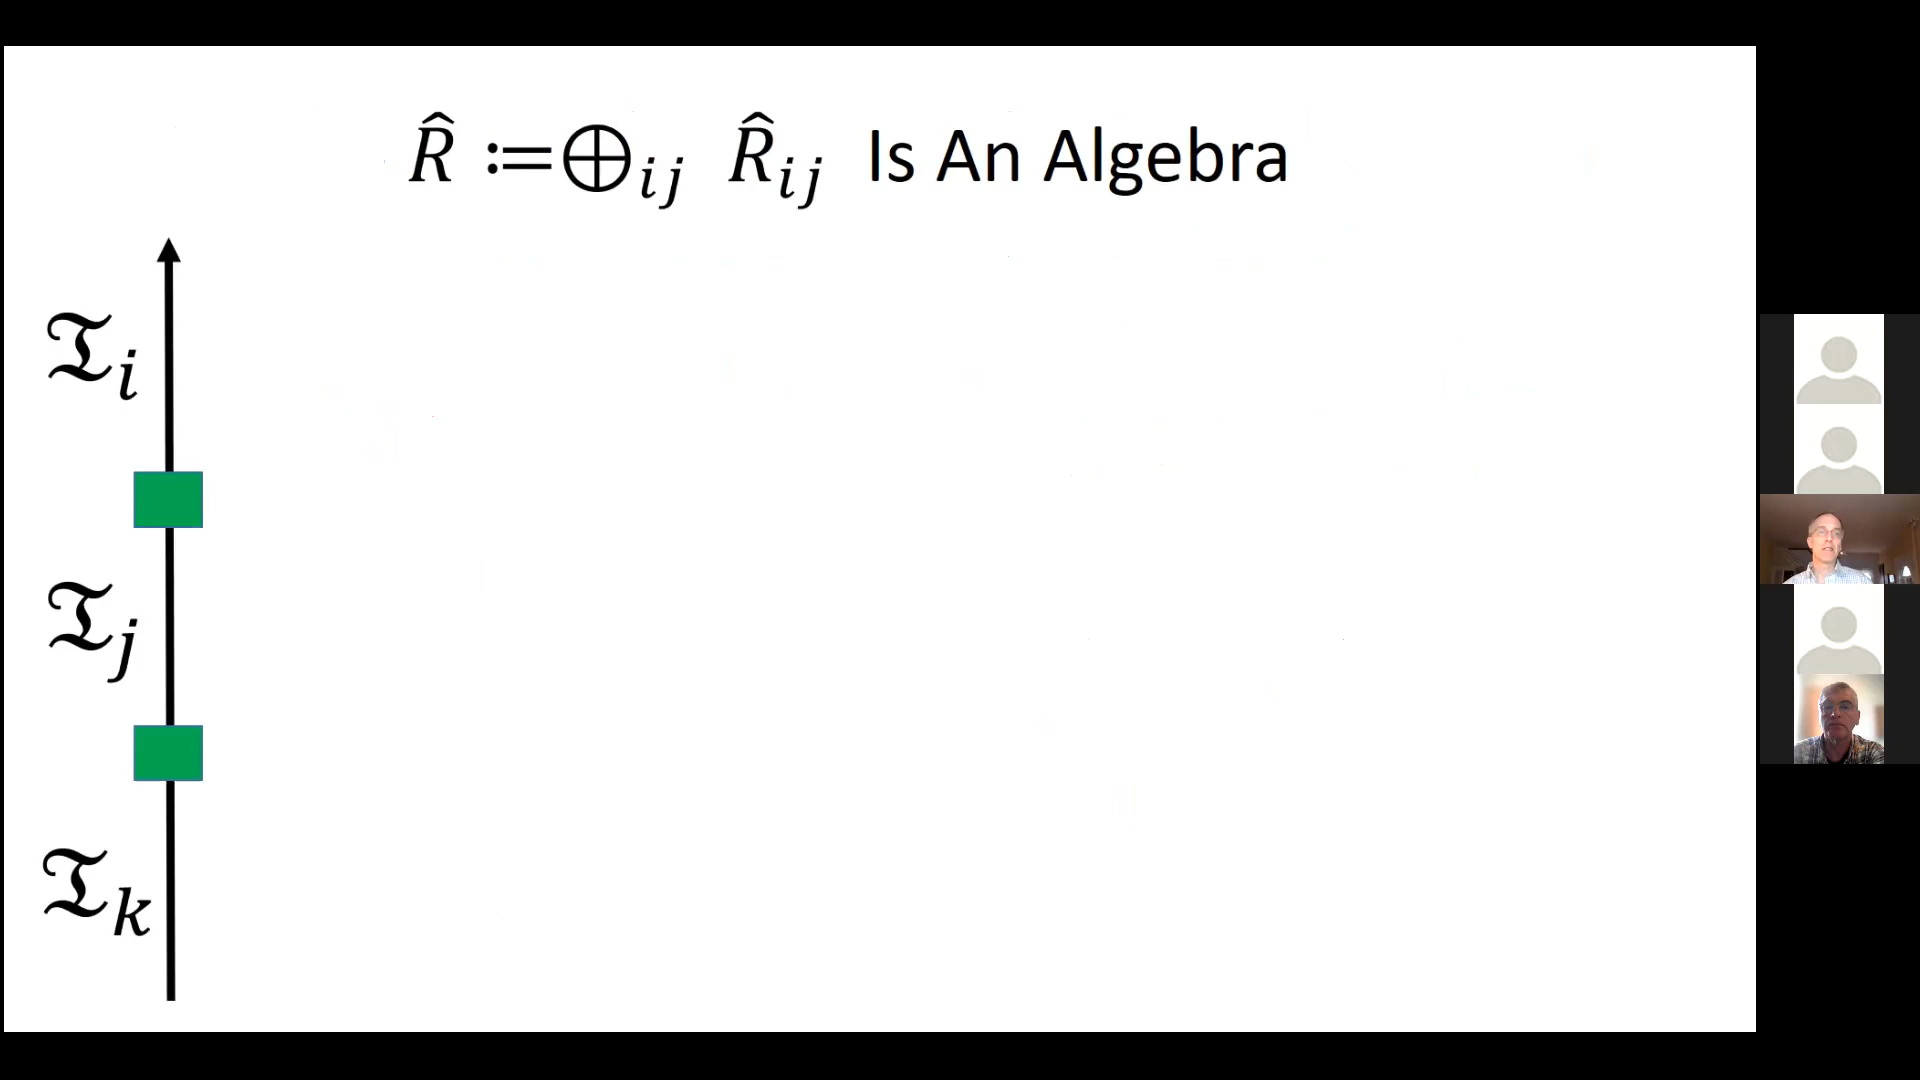 R̂ ≔⊕ᵢⱼ R̂ᵢⱼ Is An Algebra
𝔗ᵢ
𝔗ⱼ
𝔗ₖ